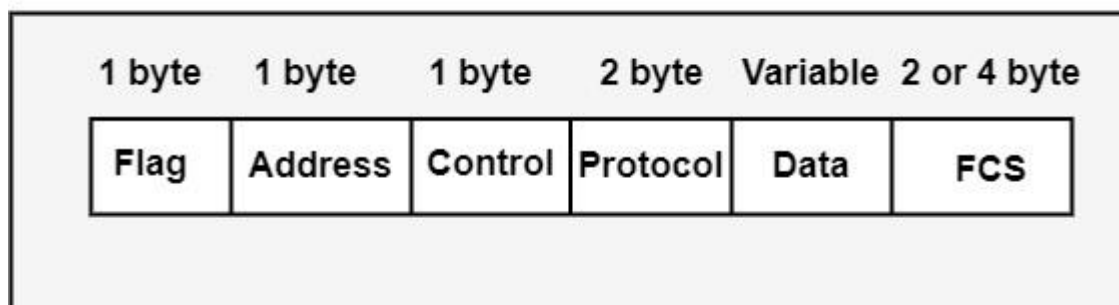 1 byte 1 byte 1 byte 2 byte Variable 2 or 4 byte
Flag Address Control Protocol Data FCS